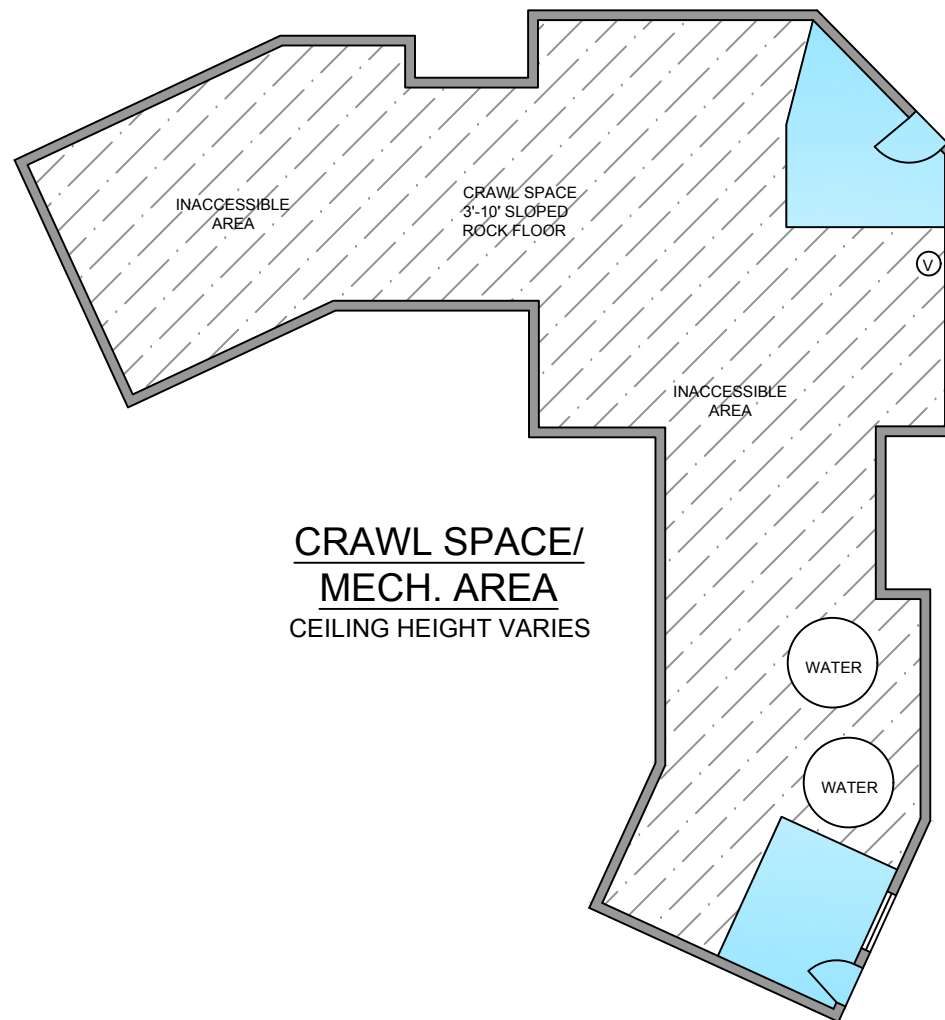 INACCESSIBLE
AREA
CRAWL SPACE
3'-10' SLOPED
ROCK FLOOR
V
INACCESSIBLE
AREA
CRAWL SPACE/
MECH. AREA
CEILING HEIGHT VARIES
WATER
WATER